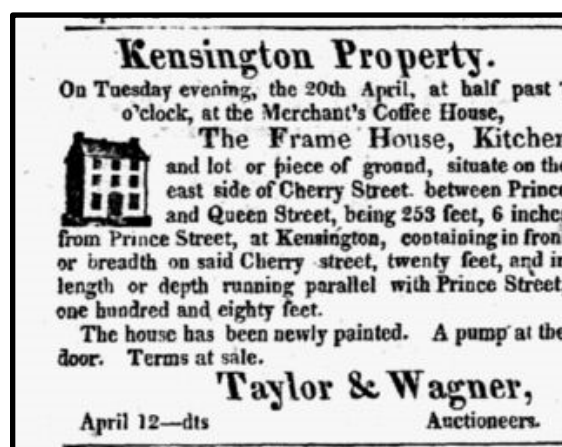 Kensington Property.
On Tuesday evening, the 20th April, at half past
o'clock, at the Merchant's Coffee House,
The Frame House, Kitchen
and lot or piece of ground, situate on the
east side of Cherry Street. between Prince
and Queen Street, being 253 feet, 6 inches
from Prince Street, at Kensington, containing in front
or breadth on said Cherry street, twenty feet, and in
length or depth running parallel with Prince Street,
one hundred and eighty feet.
The house has been newly painted. A pump at the
door. Terms at sale.
Taylor & Wagner,
April 12—dts Auctioneers.